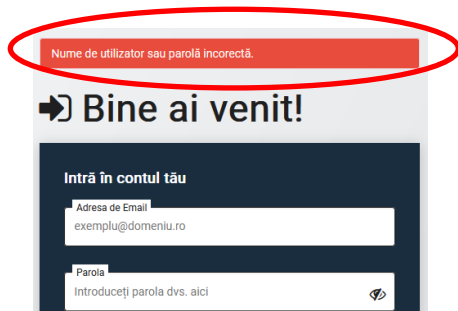 Nume de utilizator sau parolă incorectă.
Bine ai venit!
Intră în contul tău
Adresa de Email
exemplu@domeniu.ro
Parola
Introduceți parola dvs. aici